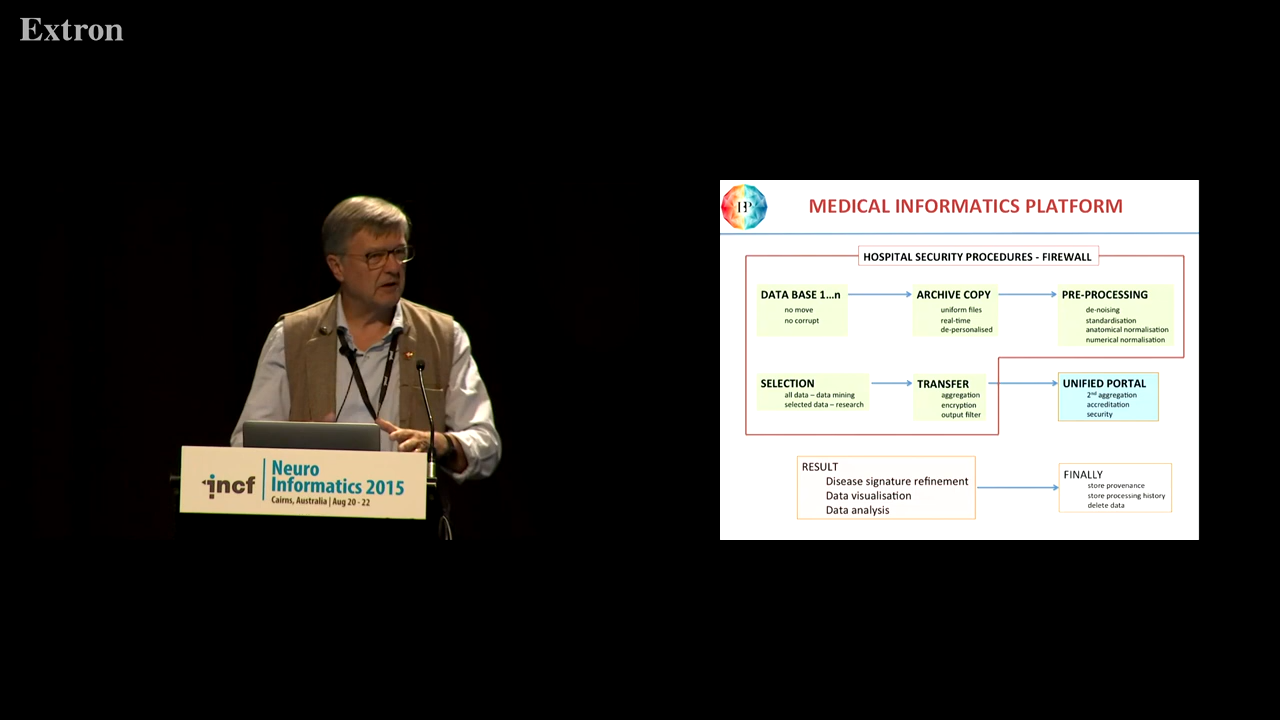 Extron
incf
Neuro
Informatics 2015
Cairns, Australia | Aug 20 - 22
MEDICAL INFORMATICS PLATFORM
HOSPITAL SECURITY PROCEDURES - FIREWALL
DATA BASE 1...n
no move
no corrupt
ARCHIVE COPY
uniform files
real-time
de-personalised
PRE-PROCESSING
de-noising
standardisation
anatomical normalisation
numerical normalisation
SELECTION
all data – data mining
selected data – research
TRANSFER
aggregation
encryption
output filter
UNIFIED PORTAL
2nd aggregation
accreditation
security
RESULT
Disease signature refinement
Data visualisation
Data analysis
FINALLY
store provenance
store processing history
delete data